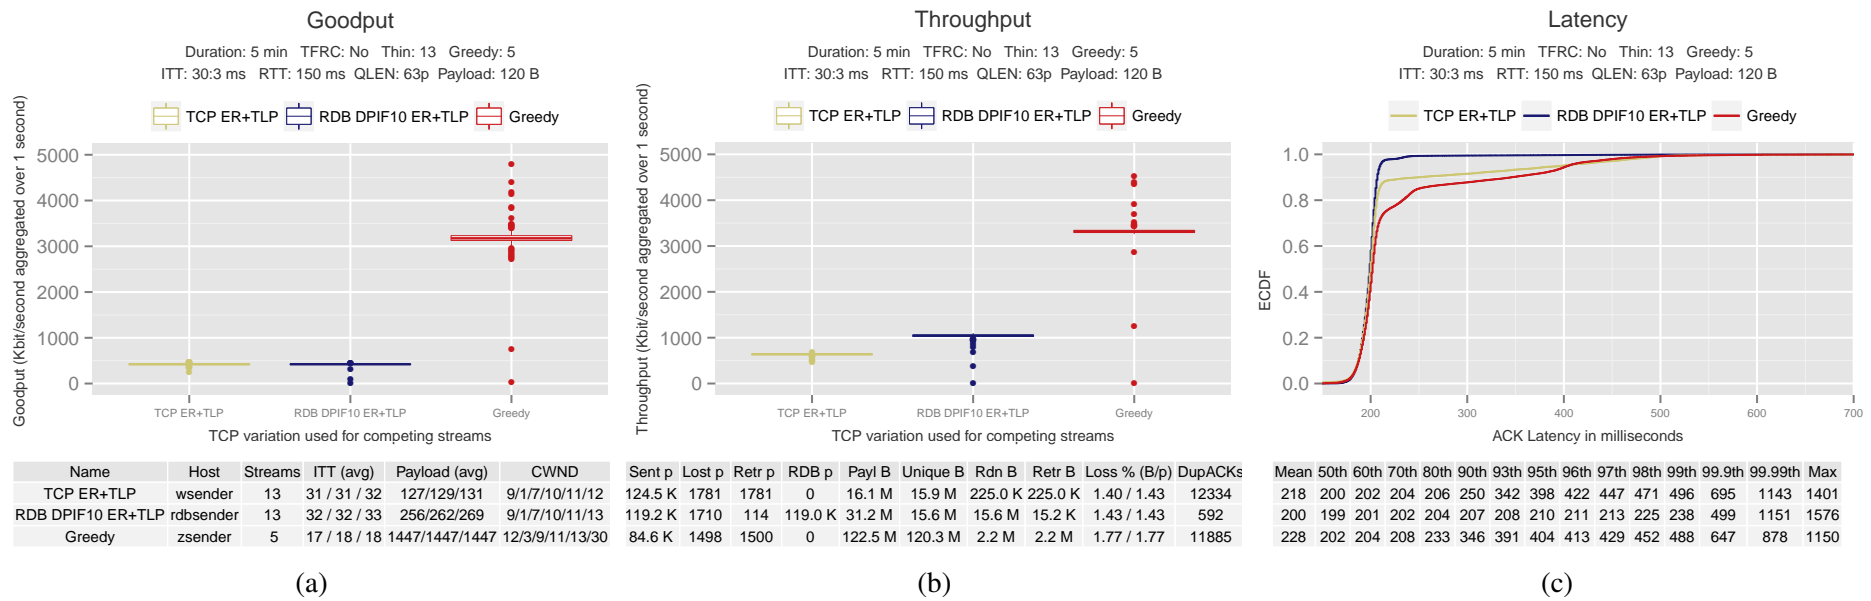 Goodput
Duration: 5 min TFRC: No Thin: 13 Greedy: 5
ITT: 30:3 ms RTT: 150 ms QLEN: 63p Payload: 120 B
TCP ER+TLP RDB DPIF10 ER+TLP Greedy
Goodput (Kbit/second aggregated over 1 second)
5000
4000
3000
2000
1000
0
TCP ER+TLP RDB DPIF10 ER+TLP Greedy
TCP variation used for competing streams
Name Host Streams ITT (avg) Payload (avg) CWND
TCP ER+TLP wsender 13 31 / 31 / 32 127/129/131 9/1/7/10/11/12
RDB DPIF10 ER+TLP rdbsender 13 32 / 32 / 33 256/262/269 9/1/7/10/11/13
Greedy zsender 5 17 / 18 / 18 1447/1447/1447 12/3/9/11/13/30
(a)
Throughput
Duration: 5 min TFRC: No Thin: 13 Greedy: 5
ITT: 30:3 ms RTT: 150 ms QLEN: 63p Payload: 120 B
TCP ER+TLP RDB DPIF10 ER+TLP Greedy
Throughput (Kbit/second aggregated over 1 second)
5000
4000
3000
2000
1000
0
TCP ER+TLP RDB DPIF10 ER+TLP Greedy
TCP variation used for competing streams
Sent p Lost p Retr p RDB p Payl B Unique B Rdn B Retr B Loss % (B/p) DupACKs
124.5 K 1781 1781 0 16.1 M 15.9 M 225.0 K 225.0 K 1.40 / 1.43 12334
119.2 K 1710 114 119.0 K 31.2 M 15.6 M 15.6 M 15.2 K 1.43 / 1.43 592
84.6 K 1498 1500 0 122.5 M 120.3 M 2.2 M 2.2 M 1.77 / 1.77 11885
(b)
Latency
Duration: 5 min TFRC: No Thin: 13 Greedy: 5
ITT: 30:3 ms RTT: 150 ms QLEN: 63p Payload: 120 B
TCP ER+TLP RDB DPIF10 ER+TLP Greedy
ECDF
1.0
0.8
0.6
0.4
0.2
0.0
200 300 400 500 600 700
ACK Latency in milliseconds
Mean 50th 60th 70th 80th 90th 93th 95th 96th 97th 98th 99th 99.9th 99.99th Max
218 200 202 204 206 250 342 398 422 447 471 496 695 1143 1401
200 199 201 202 204 207 208 210 211 213 225 238 499 1151 1576
228 202 204 208 233 346 391 404 413 429 452 488 647 878 1150
(c)